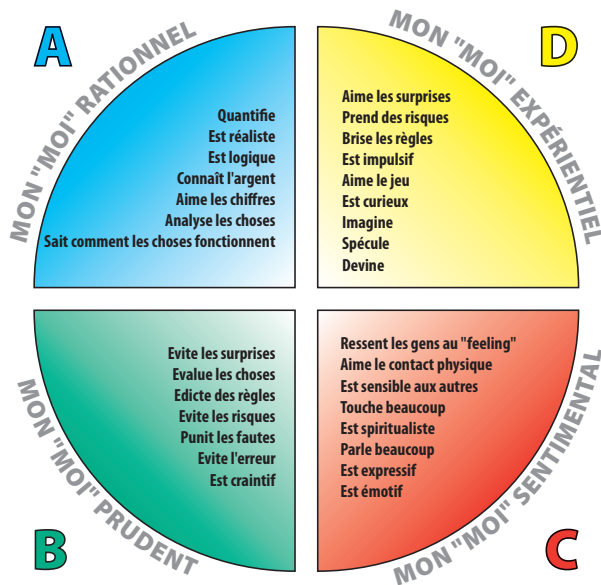 A
MON "MOI" RATIONNEL
Quantifie
Est réaliste
Est logique
Connaît l'argent
Aime les chiffres
Analyse les choses
Sait comment les choses fonctionnent
D
MON "MOI" EXPÉRIENTIEL
Aime les surprises
Prend des risques
Brise les règles
Est impulsif
Aime le jeu
Est curieux
Imagine
Spécule
Devine
Evite les surprises
Evalue les choses
Edicte des règles
Evite les risques
Punit les fautes
Evite l'erreur
Est craintif
MON "MOI" PRUDENT
B
Ressent les gens au "feeling"
Aime le contact physique
Est sensible aux autres
Touche beaucoup
Est spiritualiste
Parle beaucoup
Est expressif
Est émotif
MON "MOI" SENTIMENTAL
C